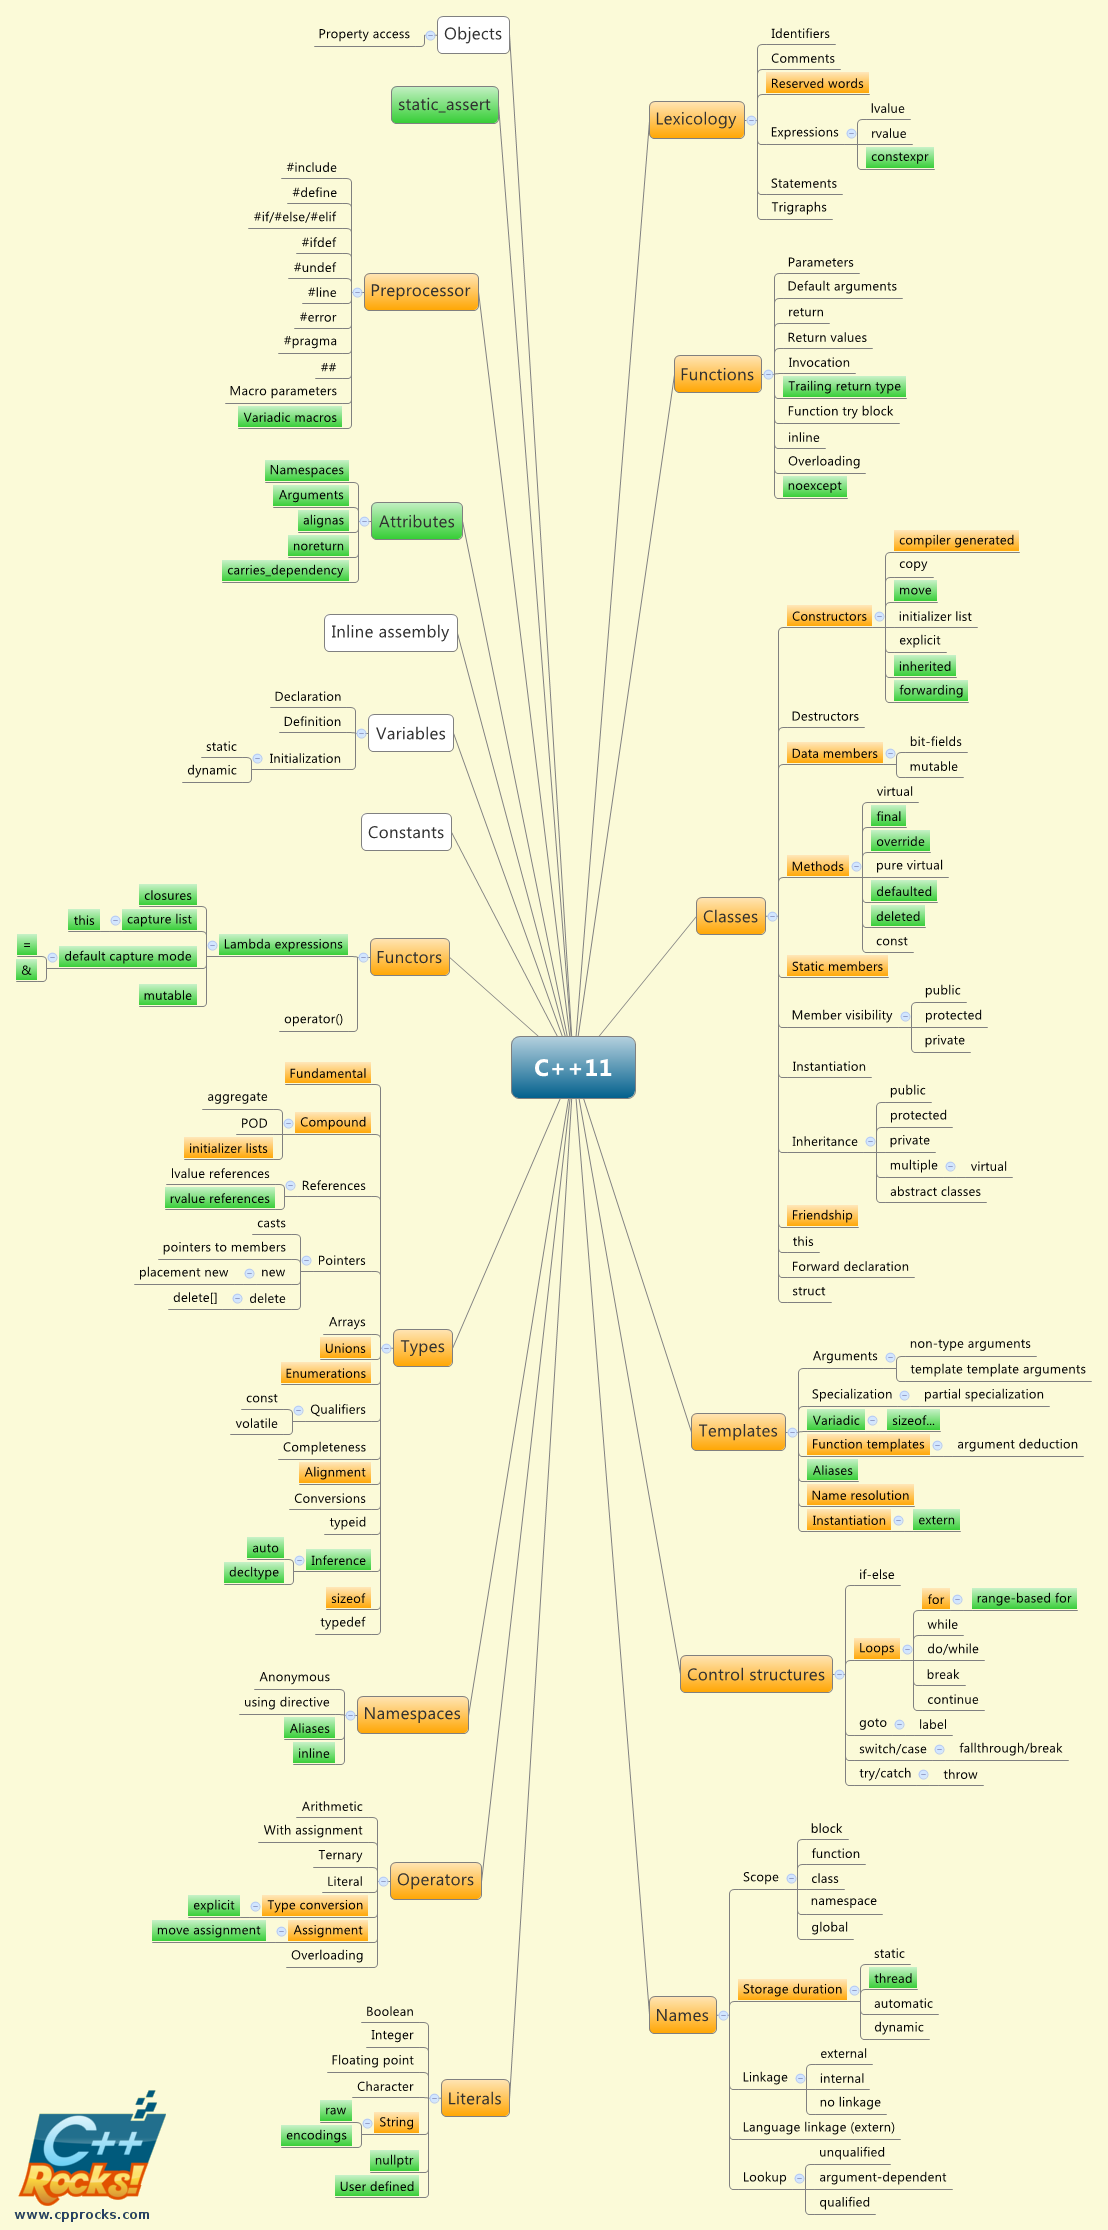 C++11
Objects
Property access
static_assert
Preprocessor
#include
#define
#if/#else/#elif
#ifdef
#undef
#line
#error
#pragma
##
Macro parameters
Variadic macros
Attributes
Namespaces
Arguments
alignas
noreturn
carries_dependency
Inline assembly
Variables
Declaration
Definition
Initialization
static
dynamic
Constants
Functors
Lambda expressions
closures
capture list
this
default capture mode
=
&
mutable
operator()
Types
Fundamental
Compound
aggregate
POD
initializer lists
References
lvalue references
rvalue references
Pointers
casts
pointers to members
new
placement new
delete
delete[]
Arrays
Unions
Enumerations
Qualifiers
const
volatile
Completeness
Alignment
Conversions
typeid
Inference
auto
decltype
sizeof
typedef
Namespaces
Anonymous
using directive
Aliases
inline
Operators
Arithmetic
With assignment
Ternary
Literal
Type conversion
explicit
Assignment
move assignment
Overloading
Literals
Boolean
Integer
Floating point
Character
String
raw
encodings
nullptr
User defined
Lexicology
Identifiers
Comments
Reserved words
Expressions
lvalue
rvalue
constexpr
Statements
Trigraphs
Functions
Parameters
Default arguments
return
Return values
Invocation
Trailing return type
Function try block
inline
Overloading
noexcept
Classes
Constructors
compiler generated
copy
move
initializer list
explicit
inherited
forwarding
Destructors
Data members
bit-fields
mutable
Methods
virtual
final
override
pure virtual
defaulted
deleted
const
Static members
Member visibility
public
protected
private
Instantiation
Inheritance
public
protected
private
multiple
virtual
abstract classes
Friendship
this
Forward declaration
struct
Templates
Arguments
non-type arguments
template template arguments
Specialization
partial specialization
Variadic
sizeof...
Function templates
argument deduction
Aliases
Name resolution
Instantiation
extern
Control structures
if-else
Loops
for
range-based for
while
do/while
break
continue
goto
label
switch/case
fallthrough/break
try/catch
throw
Names
Scope
block
function
class
namespace
global
Storage duration
static
thread
automatic
dynamic
Linkage
external
internal
no linkage
Language linkage (extern)
Lookup
unqualified
argument-dependent
qualified
C++
Rocks!
www.cpprocks.com